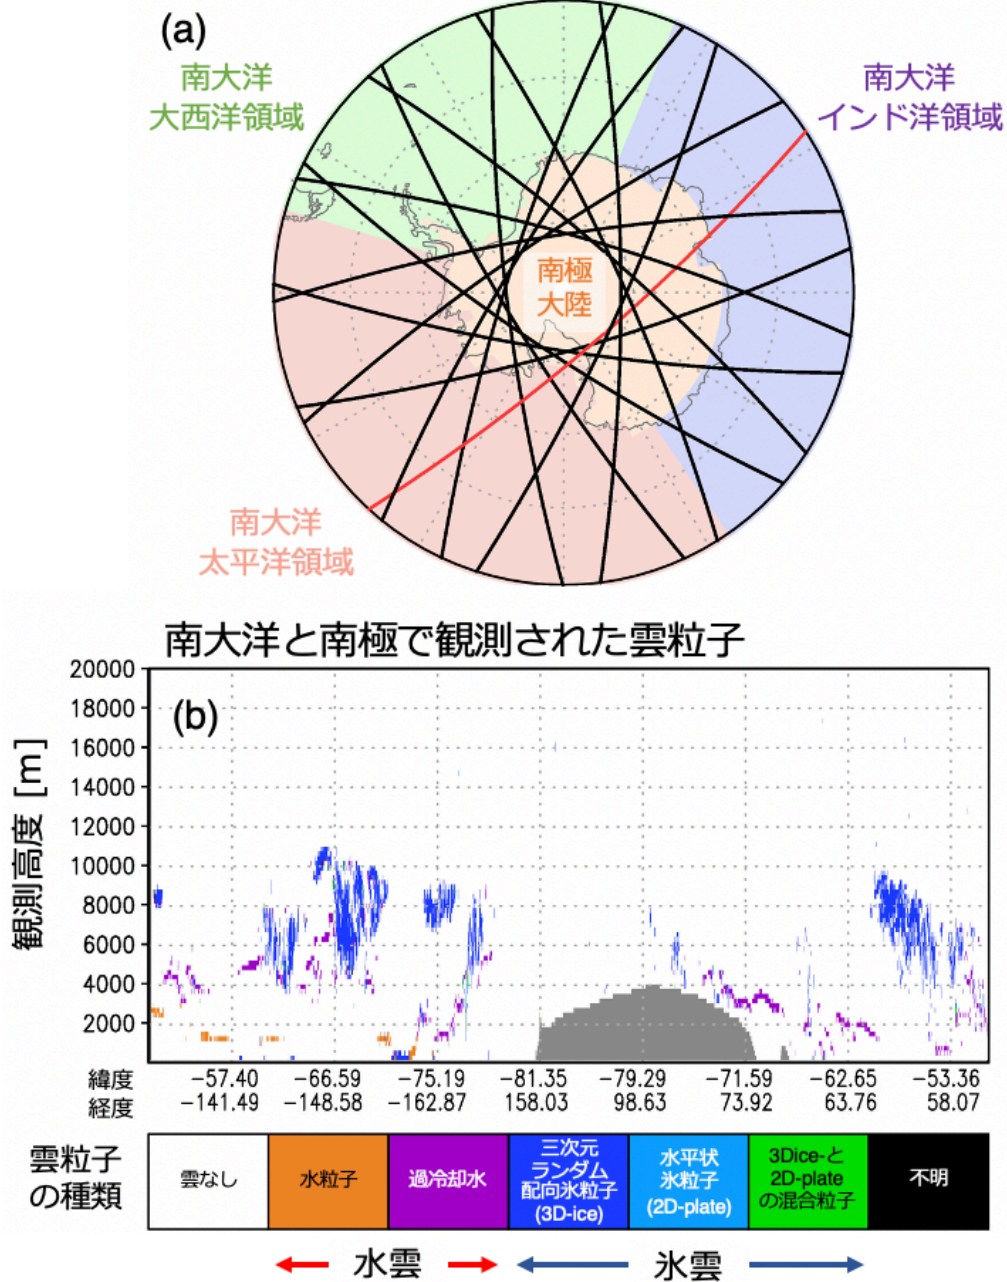 (a)
南大洋
大西洋領域
南大洋
インド洋領域
南極
大陸
南大洋
太平洋領域
南大洋と南極で観測された雲粒子
(b)
観測高度 [m]
20000
18000
16000
14000
12000
10000
8000
6000
4000
2000
緯度 −57.40 −66.59 −75.19 −81.35 −79.29 −71.59 −62.65 −53.36
経度 −141.49 −148.58 −162.87 158.03 98.63 73.92 63.76 58.07
雲粒子
の種類
雲なし
水粒子
過冷却水
三次元
ランダム
配向氷粒子
(3D-ice)
水平状
氷粒子
(2D-plate)
3Dice-と
2D-plate
の混合粒子
不明
水雲
氷雲